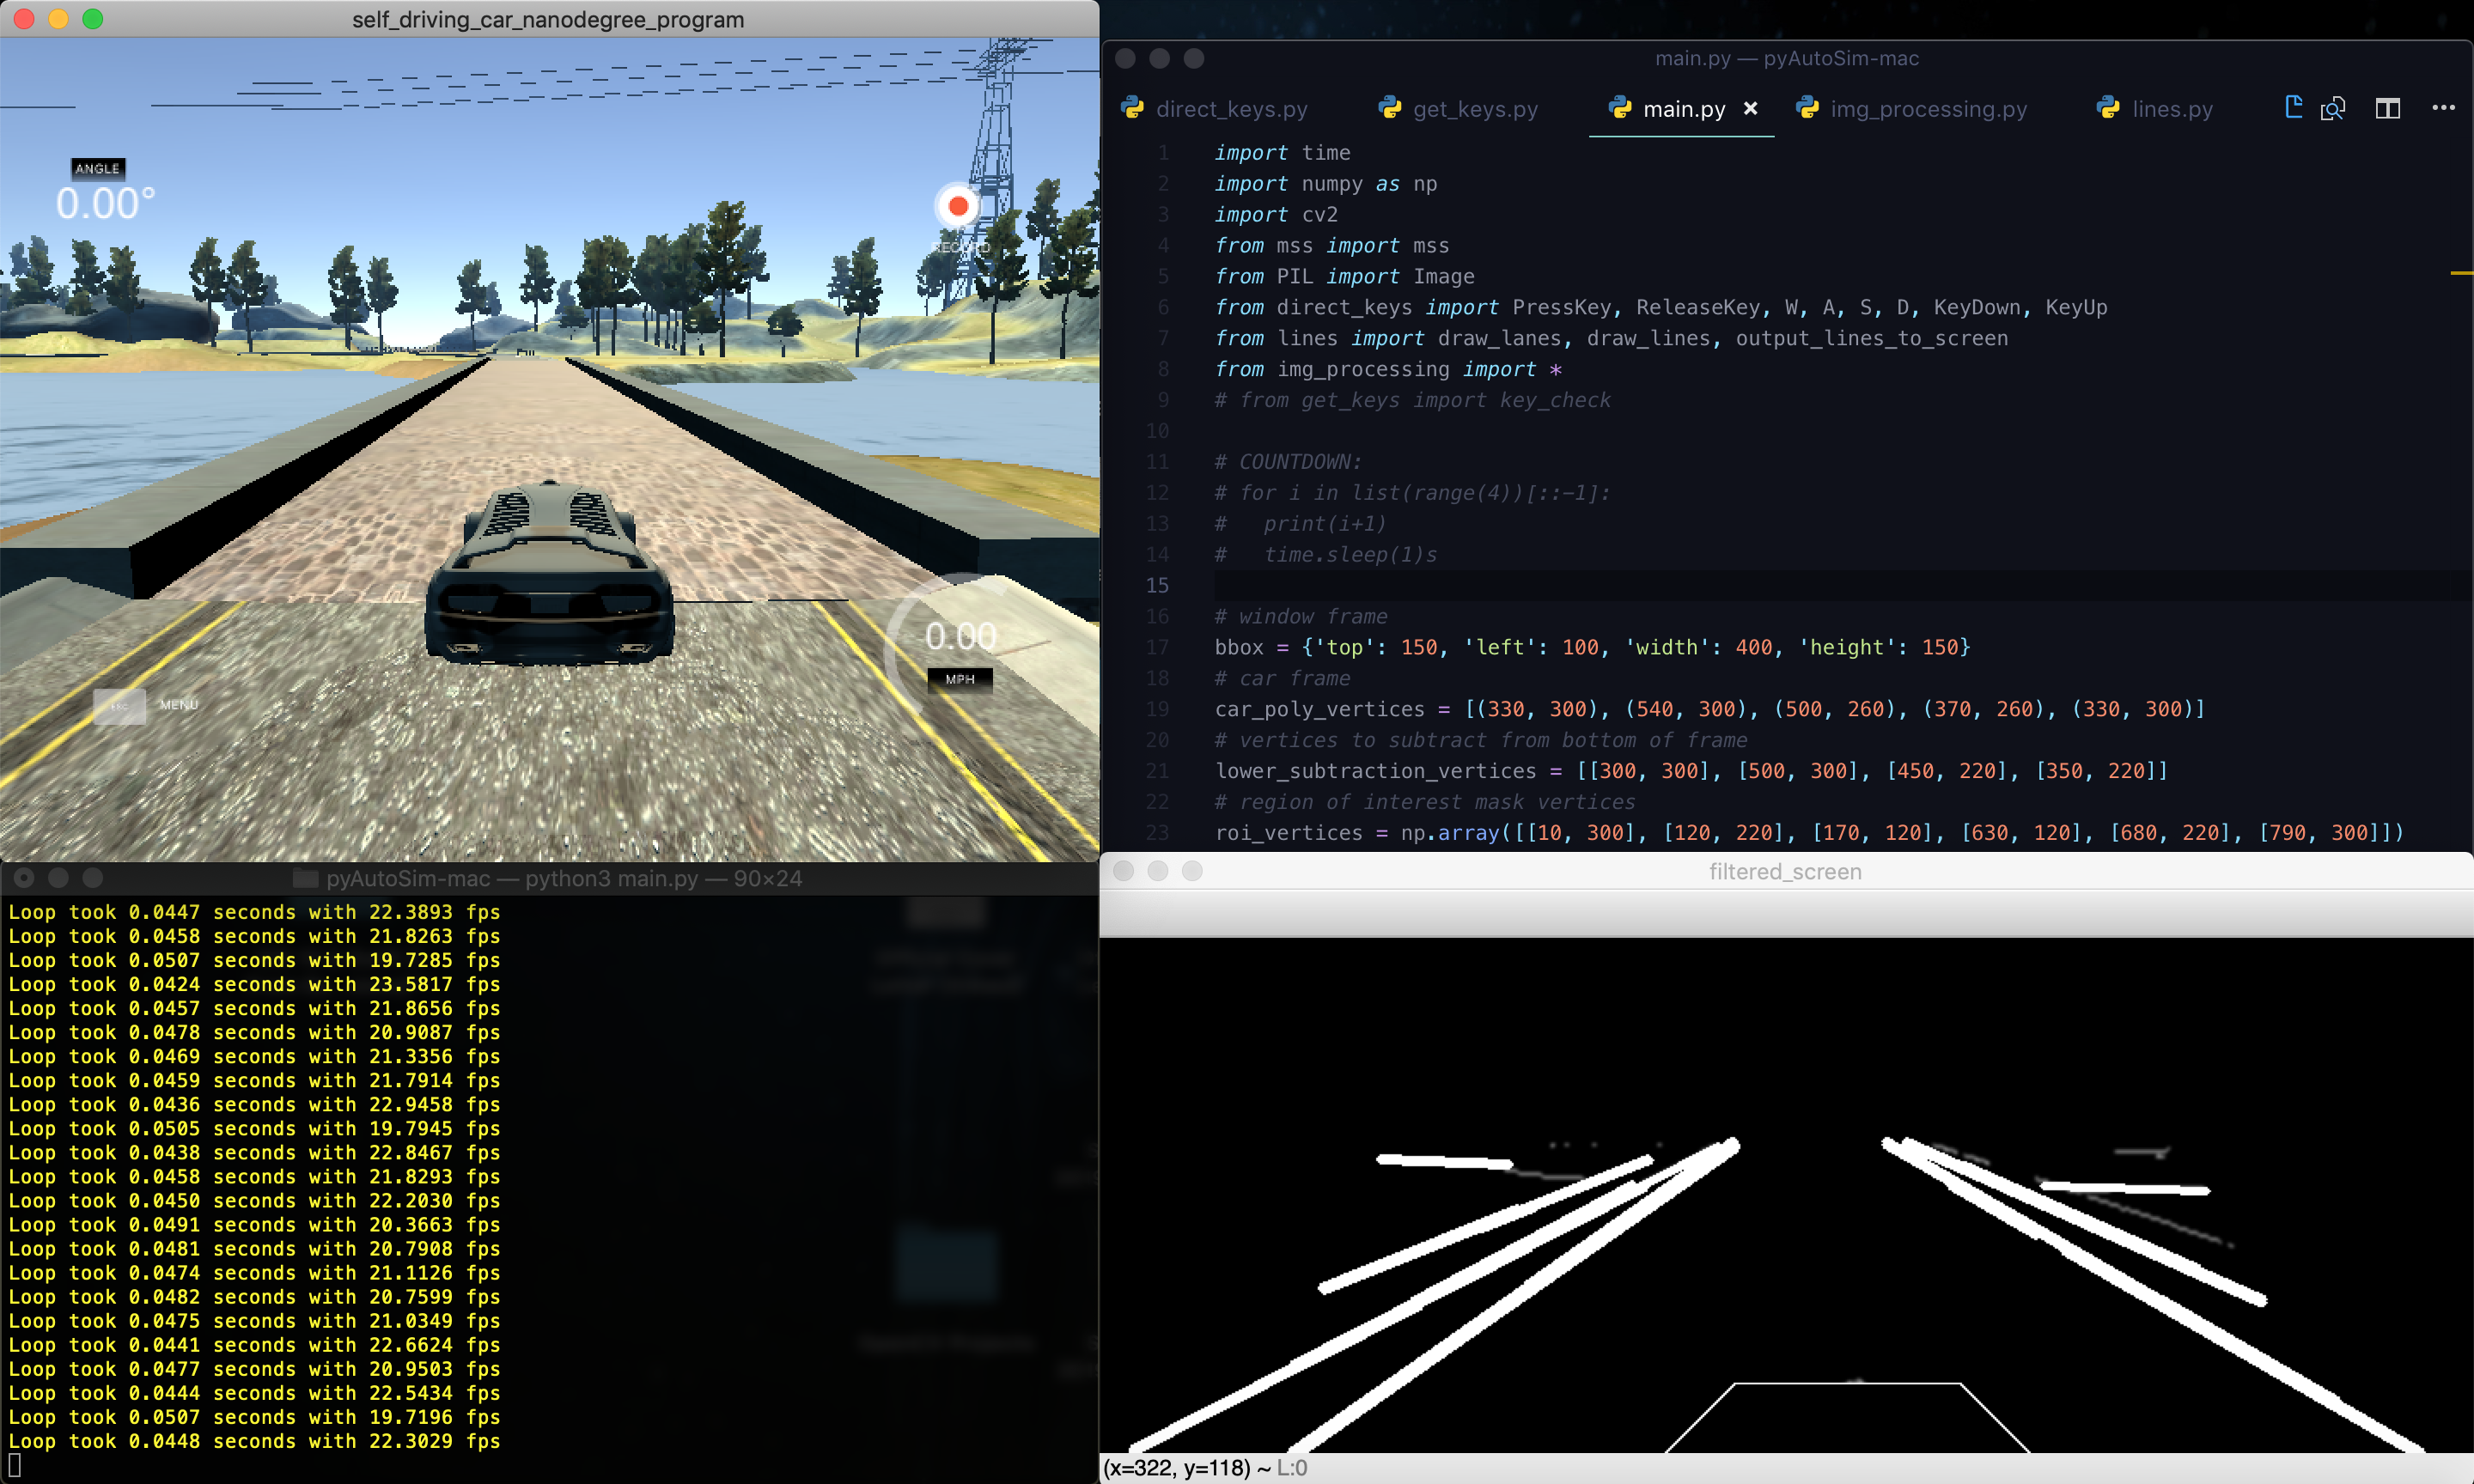 self_driving_car_nanodegree_program
ANGLE
0.00°
RECORD
0.00
MPH
ESC
MENU
main.py — pyAutoSim-mac
direct_keys.py
get_keys.py
main.py
img_processing.py
lines.py
1 import time
2 import numpy as np
3 import cv2
4 from mss import mss
5 from PIL import Image
6 from direct_keys import PressKey, ReleaseKey, W, A, S, D, KeyDown, KeyUp
7 from lines import draw_lanes, draw_lines, output_lines_to_screen
8 from img_processing import *
9 # from get_keys import key_check
10
11 # COUNTDOWN:
12 # for i in list(range(4))[::-1]:
13 #   print(i+1)
14 #   time.sleep(1)s
15
16 # window frame
17 bbox = {'top': 150, 'left': 100, 'width': 400, 'height': 150}
18 # car frame
19 car_poly_vertices = [(330, 300), (540, 300), (500, 260), (370, 260), (330, 300)]
20 # vertices to subtract from bottom of frame
21 lower_subtraction_vertices = [[300, 300], [500, 300], [450, 220], [350, 220]]
22 # region of interest mask vertices
23 roi_vertices = np.array([[10, 300], [120, 220], [170, 120], [630, 120], [680, 220], [790, 300]])
pyAutoSim-mac — python3 main.py — 90×24
Loop took 0.0447 seconds with 22.3893 fps
Loop took 0.0458 seconds with 21.8263 fps
Loop took 0.0507 seconds with 19.7285 fps
Loop took 0.0424 seconds with 23.5817 fps
Loop took 0.0457 seconds with 21.8656 fps
Loop took 0.0478 seconds with 20.9087 fps
Loop took 0.0469 seconds with 21.3356 fps
Loop took 0.0459 seconds with 21.7914 fps
Loop took 0.0436 seconds with 22.9458 fps
Loop took 0.0505 seconds with 19.7945 fps
Loop took 0.0438 seconds with 22.8467 fps
Loop took 0.0458 seconds with 21.8293 fps
Loop took 0.0450 seconds with 22.2030 fps
Loop took 0.0491 seconds with 20.3663 fps
Loop took 0.0481 seconds with 20.7908 fps
Loop took 0.0474 seconds with 21.1126 fps
Loop took 0.0482 seconds with 20.7599 fps
Loop took 0.0475 seconds with 21.0349 fps
Loop took 0.0441 seconds with 22.6624 fps
Loop took 0.0477 seconds with 20.9503 fps
Loop took 0.0444 seconds with 22.5434 fps
Loop took 0.0507 seconds with 19.7196 fps
Loop took 0.0448 seconds with 22.3029 fps
filtered_screen
(x=322, y=118) ~ L:0